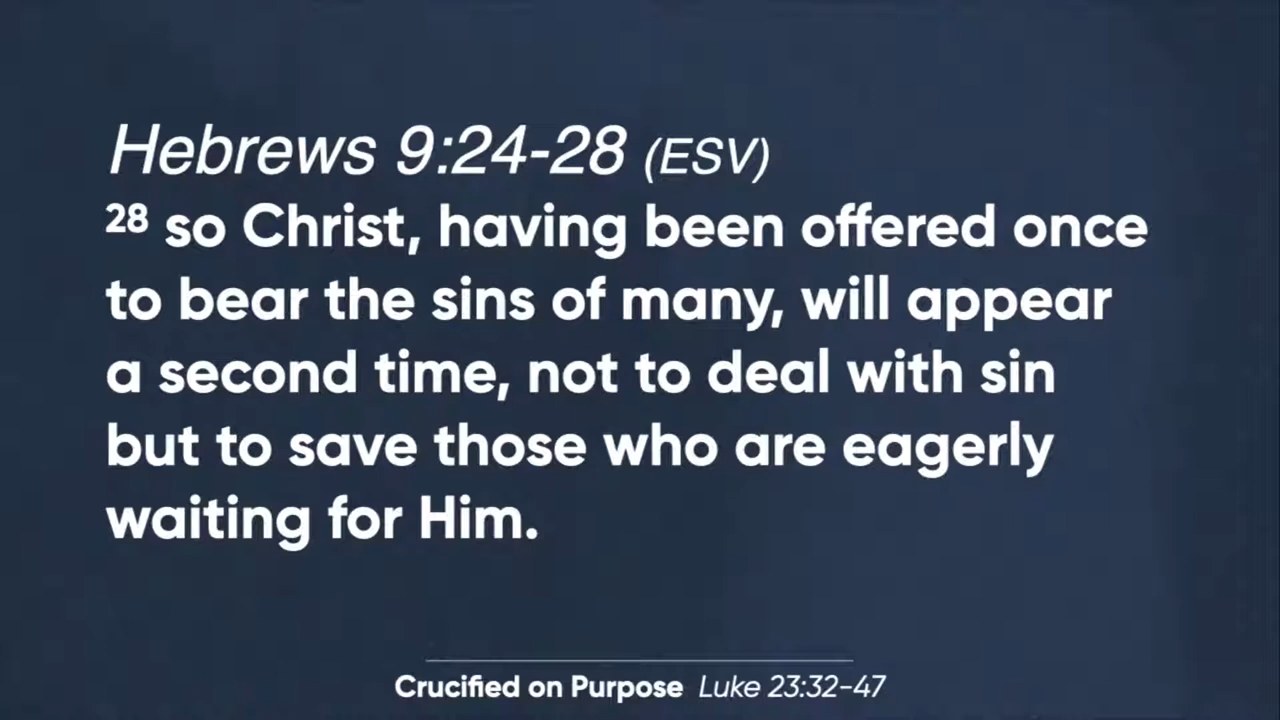 Hebrews 9:24-28 (ESV)
28 so Christ, having been offered once
to bear the sins of many, will appear
a second time, not to deal with sin
but to save those who are eagerly
waiting for Him.
Crucified on Purpose Luke 23:32-47